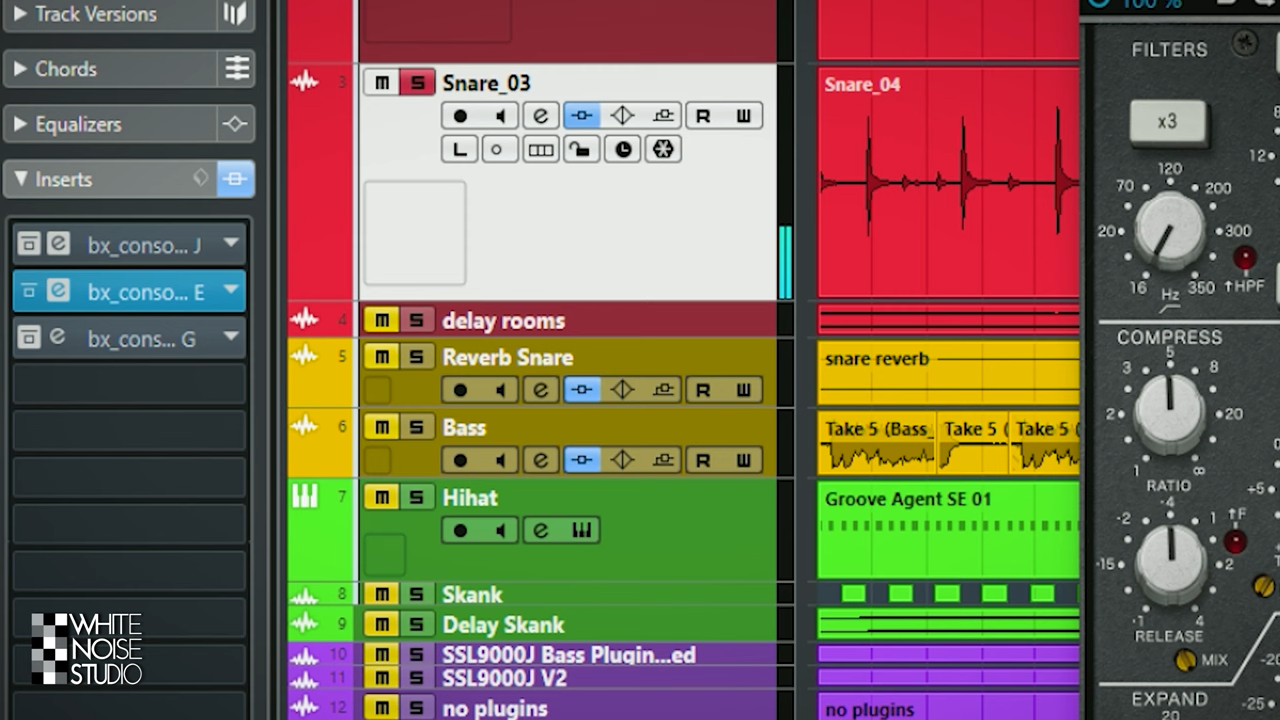 Track Versions
Chords
Equalizers
Inserts
bx_conso... J
bx_conso... E
bx_cons... G
WHITE
NOISE
STUDIO
3 m S Snare_03
R W
L
4 m S delay rooms
5 m S Reverb Snare
R W
6 m S Bass
R W
7 m S Hihat
8 m S Skank
9 m S Delay Skank
10 m S SSL9000J Bass Plugin...ed
11 m S SSL9000J V2
12 m S no plugins
Snare_04
snare reverb
Take 5 (Bass_ Take 5 ( Take 5 (
Groove Agent SE 01
no plugins
100 %
FILTERS
x3
12
120
70 200
20 300
16 Hz 350 HPF
COMPRESS
5
3 8
2 20
1 ∞
RATIO
+5
-4
-2 1 F
-15 2
-1 4
RELEASE
MIX
-20
EXPAND
20
-25